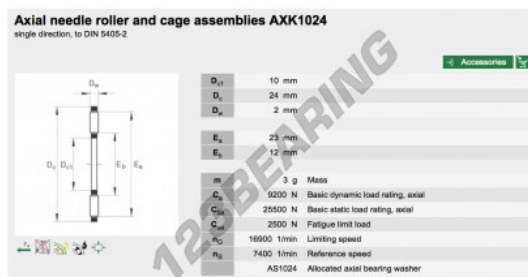 Axial needle roller and cage assemblies AXK1024
single direction, to DIN 5405-2
Accessories
Dw
Dc Dc1 Eb Ea
Dc1 10 mm
Dc 24 mm
Dw 2 mm
Ea 23 mm
Eb 12 mm
m 3 g Mass
Ca 9200 N Basic dynamic load rating, axial
C0a 25500 N Basic static load rating, axial
Cua 2500 N Fatigue limit load
nG 16900 1/min Limiting speed
nB 7400 1/min Reference speed
AS1024 Allocated axial bearing washer
123BEARING